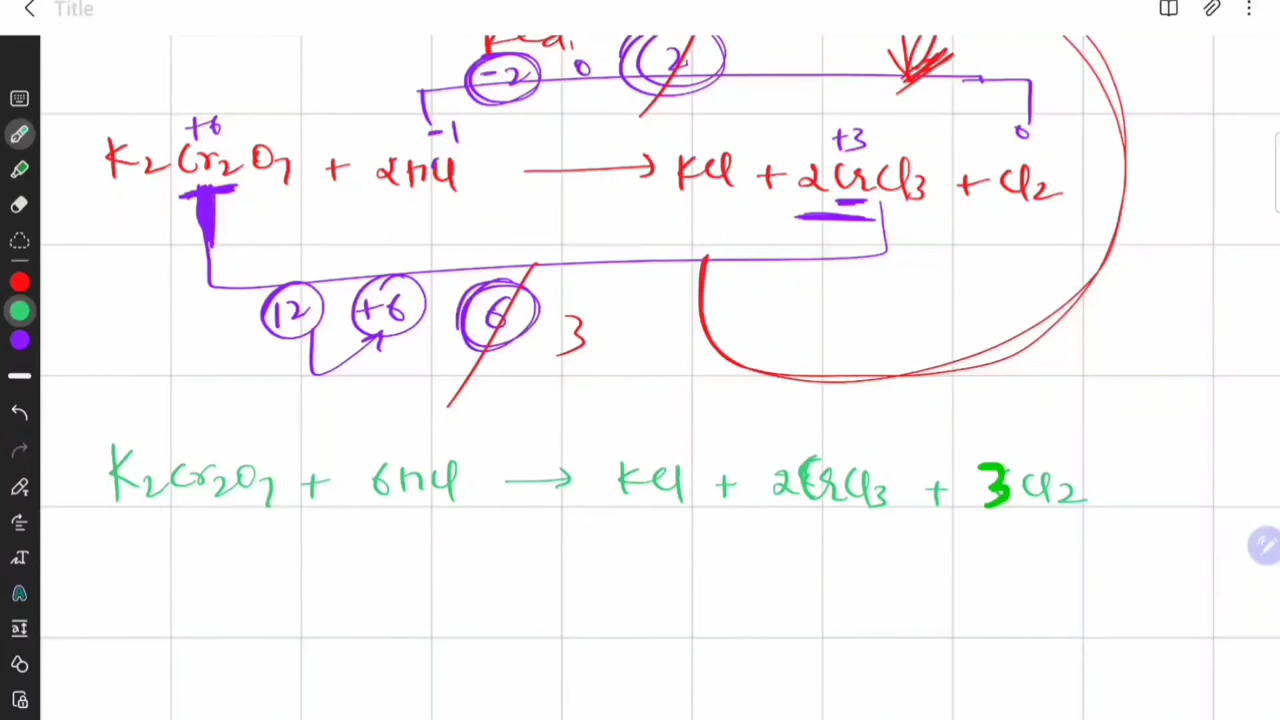 Title
Red.
-2 0 2
+6 -1 +3 0
K2Cr2O7 + 2HCl → KCl + 2CrCl3 + Cl2
12 +6 6 3
K2Cr2O7 + 6HCl → KCl + 2CrCl3 + 3Cl2